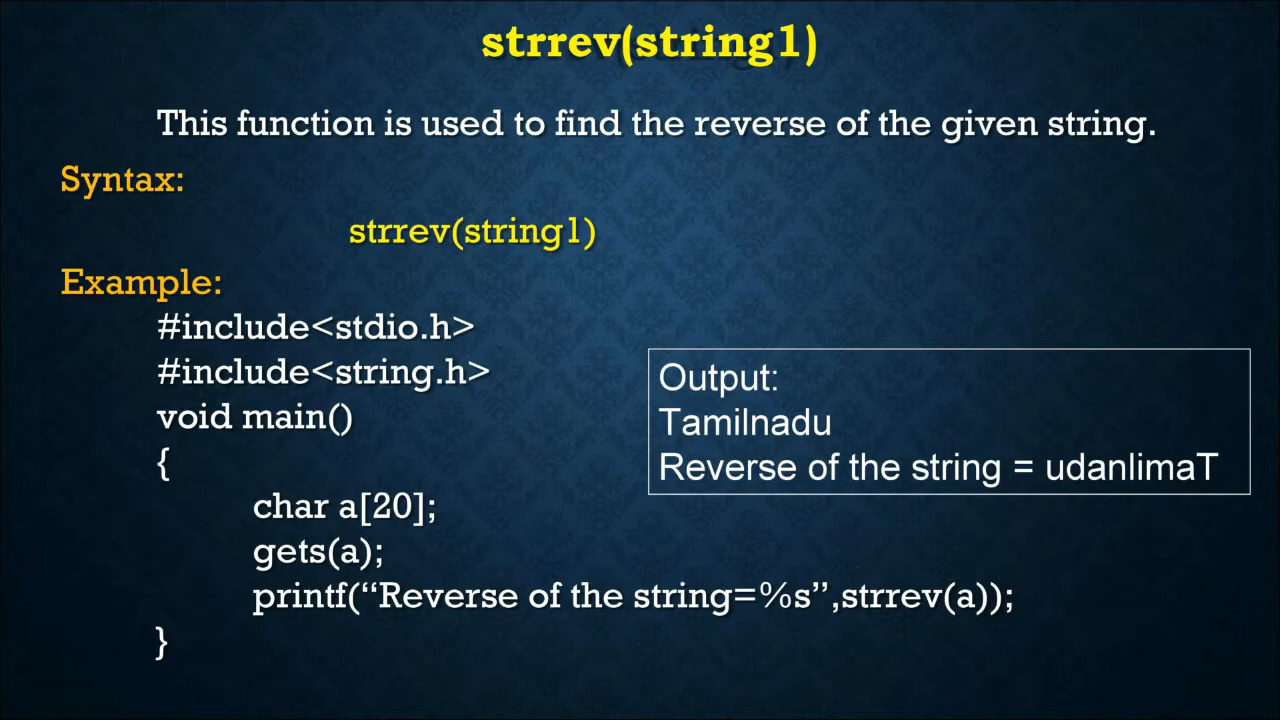 strrev(string1)
This function is used to find the reverse of the given string.
Syntax:
strrev(string1)
Example:
#include<stdio.h>
#include<string.h>
void main()
{
char a[20];
gets(a);
printf(“Reverse of the string=%s”,strrev(a));
}
Output:
Tamilnadu
Reverse of the string = udanlimaT